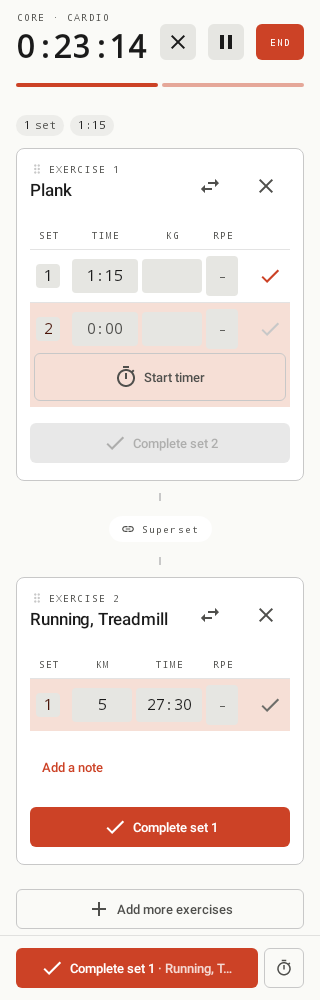 CORE · CARDIO
0:23:14
END
1 set 1:15
EXERCISE 1
Plank
SET TIME KG RPE
1 1:15 –
2 0:00 –
Start timer
Complete set 2
Superset
EXERCISE 2
Running, Treadmill
SET KM TIME RPE
1 5 27:30 –
Add a note
Complete set 1
Add more exercises
Complete set 1 · Running, T…